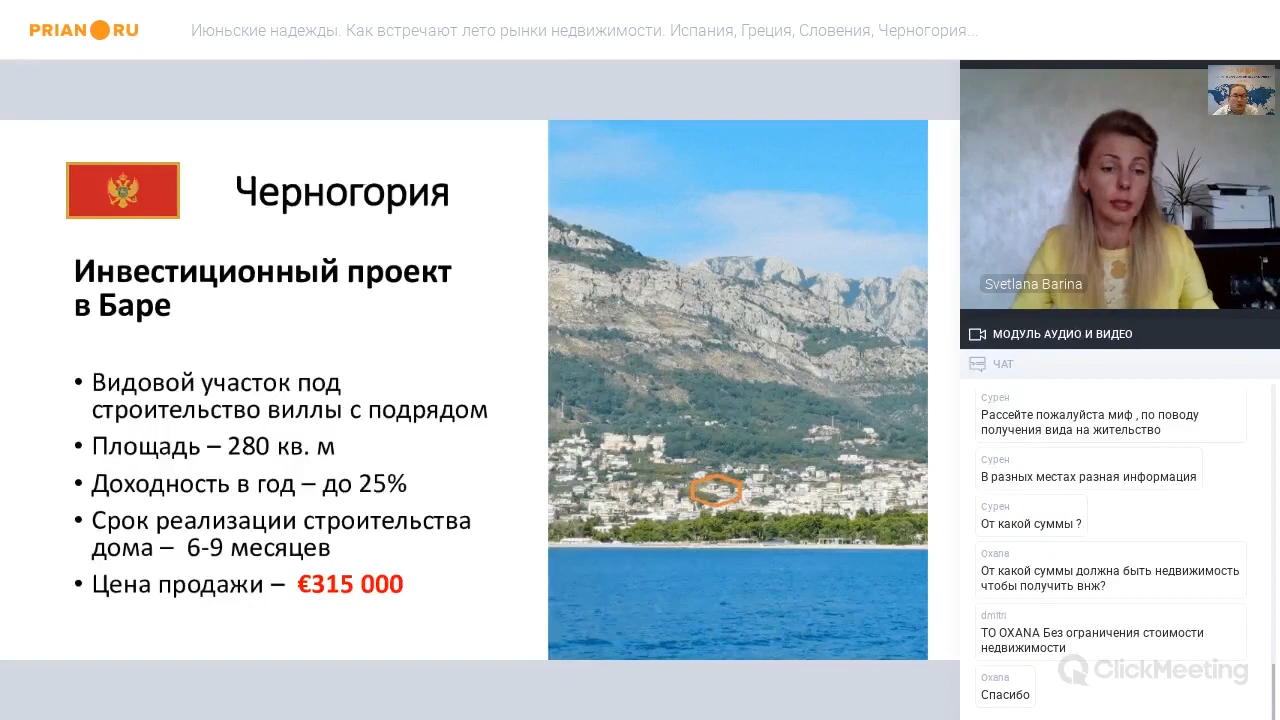 PRIAN RU
Июньские надежды. Как встречают лето рынки недвижимости. Испания, Греция, Словения, Черногория...
Черногория
Инвестиционный проект
в Баре
• Видовой участок под
строительство виллы с подрядом
• Площадь – 280 кв. м
• Доходность в год – до 25%
• Срок реализации строительства
дома – 6-9 месяцев
• Цена продажи – €315 000
Svetlana Barina
МОДУЛЬ АУДИО И ВИДЕО
ЧАТ
Сурен
Рассейте пожалуйста миф , по поводу
получения вида на жительство
Сурен
В разных местах разная информация
Сурен
От какой суммы ?
Oxana
От какой суммы должна быть недвижимость
чтобы получить внж?
dmitri
TO OXANA Без ограничения стоимости
недвижимости
ClickMeeting
Oxana
Спасибо